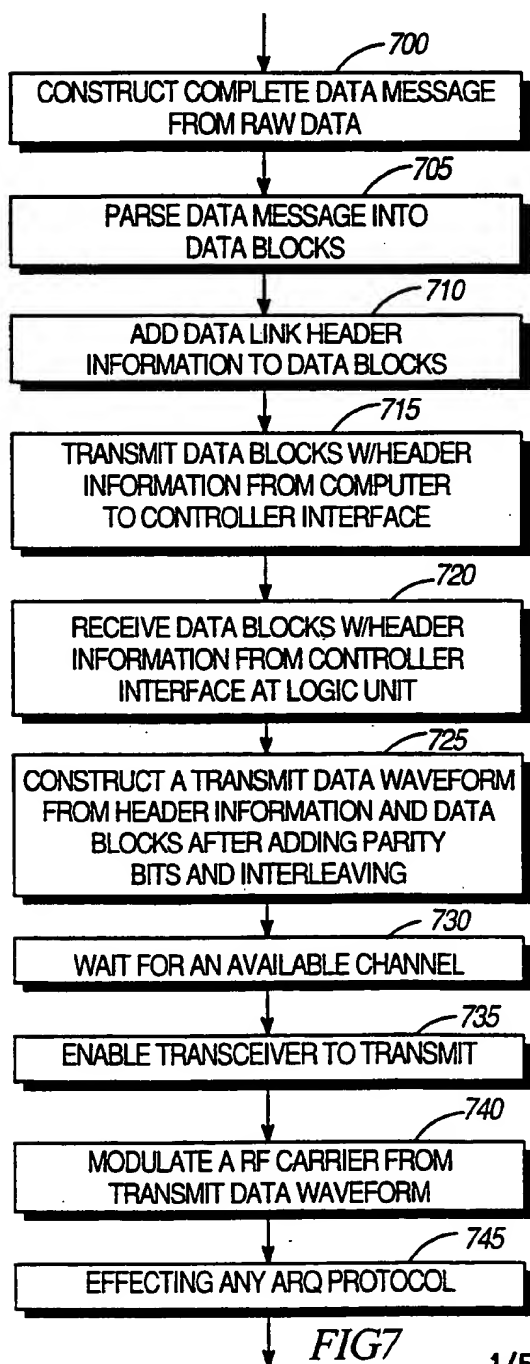 700
CONSTRUCT COMPLETE DATA MESSAGE
FROM RAW DATA
705
PARSE DATA MESSAGE INTO
DATA BLOCKS
710
ADD DATA LINK HEADER
INFORMATION TO DATA BLOCKS
715
TRANSMIT DATA BLOCKS W/HEADER
INFORMATION FROM COMPUTER
TO CONTROLLER INTERFACE
720
RECEIVE DATA BLOCKS W/HEADER
INFORMATION FROM CONTROLLER
INTERFACE AT LOGIC UNIT
725
CONSTRUCT A TRANSMIT DATA WAVEFORM
FROM HEADER INFORMATION AND DATA
BLOCKS AFTER ADDING PARITY
BITS AND INTERLEAVING
730
WAIT FOR AN AVAILABLE CHANNEL
735
ENABLE TRANSCEIVER TO TRANSMIT
740
MODULATE A RF CARRIER FROM
TRANSMIT DATA WAVEFORM
745
EFFECTING ANY ARQ PROTOCOL
FIG7